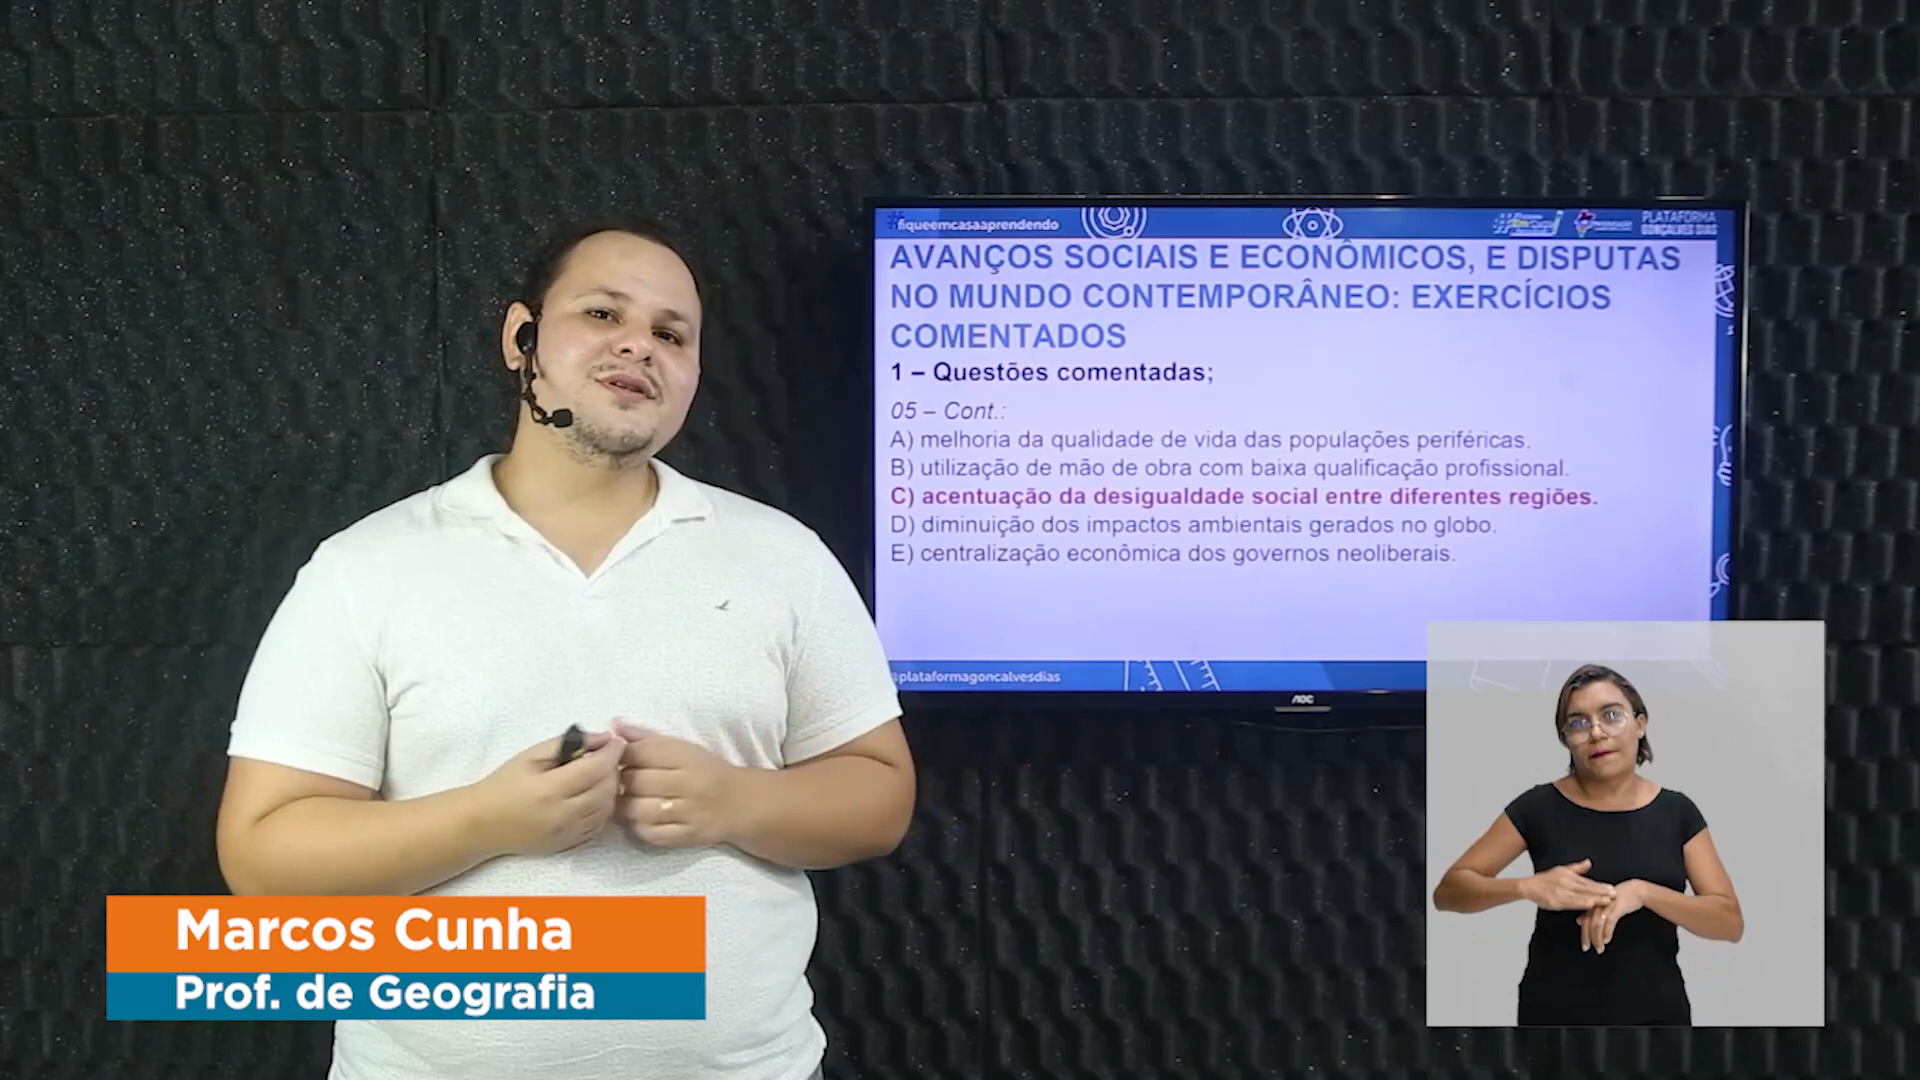 #fiqueemcasaaprendendo
PLATAFORMA
GONÇALVES DIAS
AVANÇOS SOCIAIS E ECONÔMICOS, E DISPUTAS
NO MUNDO CONTEMPORÂNEO: EXERCÍCIOS
COMENTADOS
1 – Questões comentadas;
05 – Cont.:
A) melhoria da qualidade de vida das populações periféricas.
B) utilização de mão de obra com baixa qualificação profissional.
C) acentuação da desigualdade social entre diferentes regiões.
D) diminuição dos impactos ambientais gerados no globo.
E) centralização econômica dos governos neoliberais.
@plataformagoncalvesdias
AOC
Marcos Cunha
Prof. de Geografia